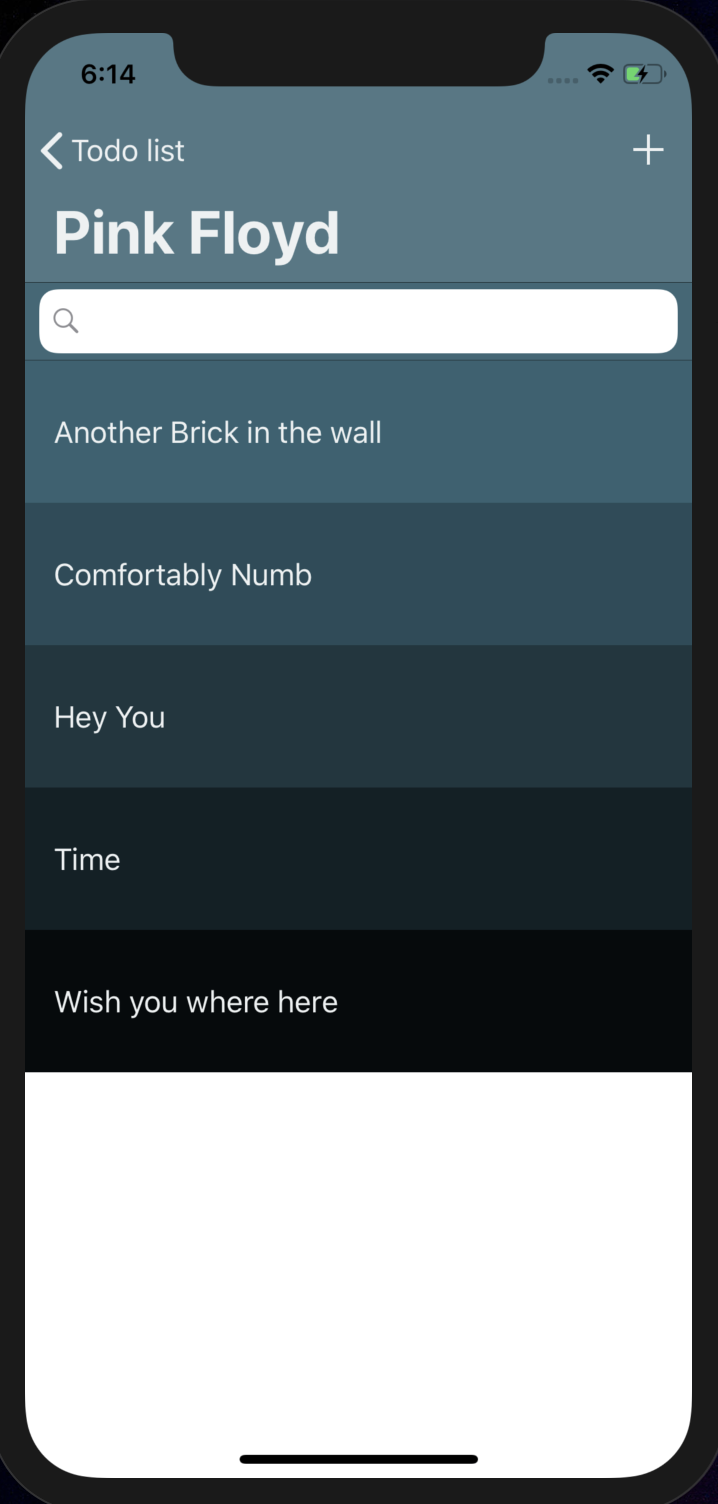 6:14
Todo list
Pink Floyd
Another Brick in the wall
Comfortably Numb
Hey You
Time
Wish you where here